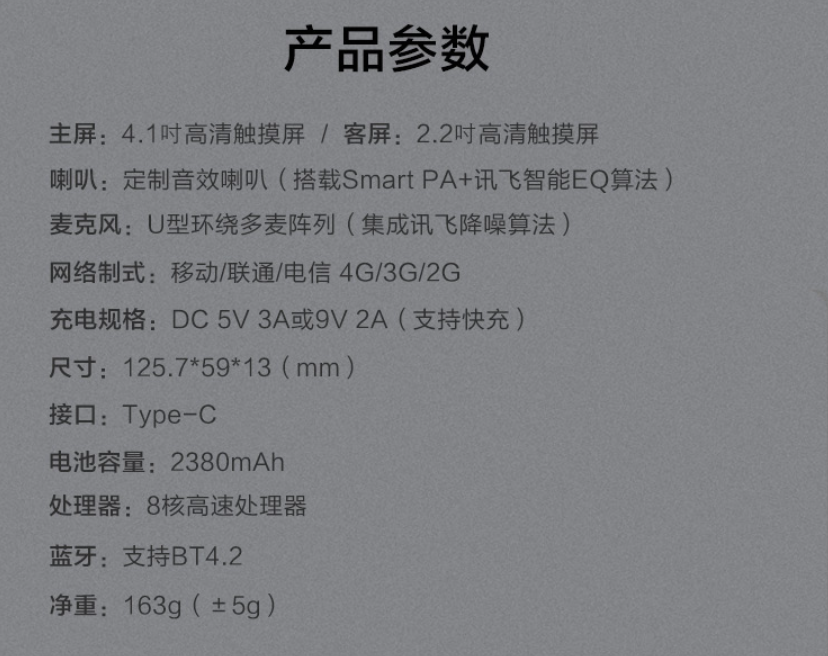 产品参数
主屏：4.1吋高清触摸屏 / 客屏：2.2吋高清触摸屏
喇叭：定制音效喇叭（搭载Smart PA+讯飞智能EQ算法）
麦克风：U型环绕多麦阵列（集成讯飞降噪算法）
网络制式：移动/联通/电信 4G/3G/2G
充电规格：DC 5V 3A或9V 2A（支持快充）
尺寸：125.7*59*13（mm）
接口：Type-C
电池容量：2380mAh
处理器：8核高速处理器
蓝牙：支持BT4.2
净重：163g（±5g）